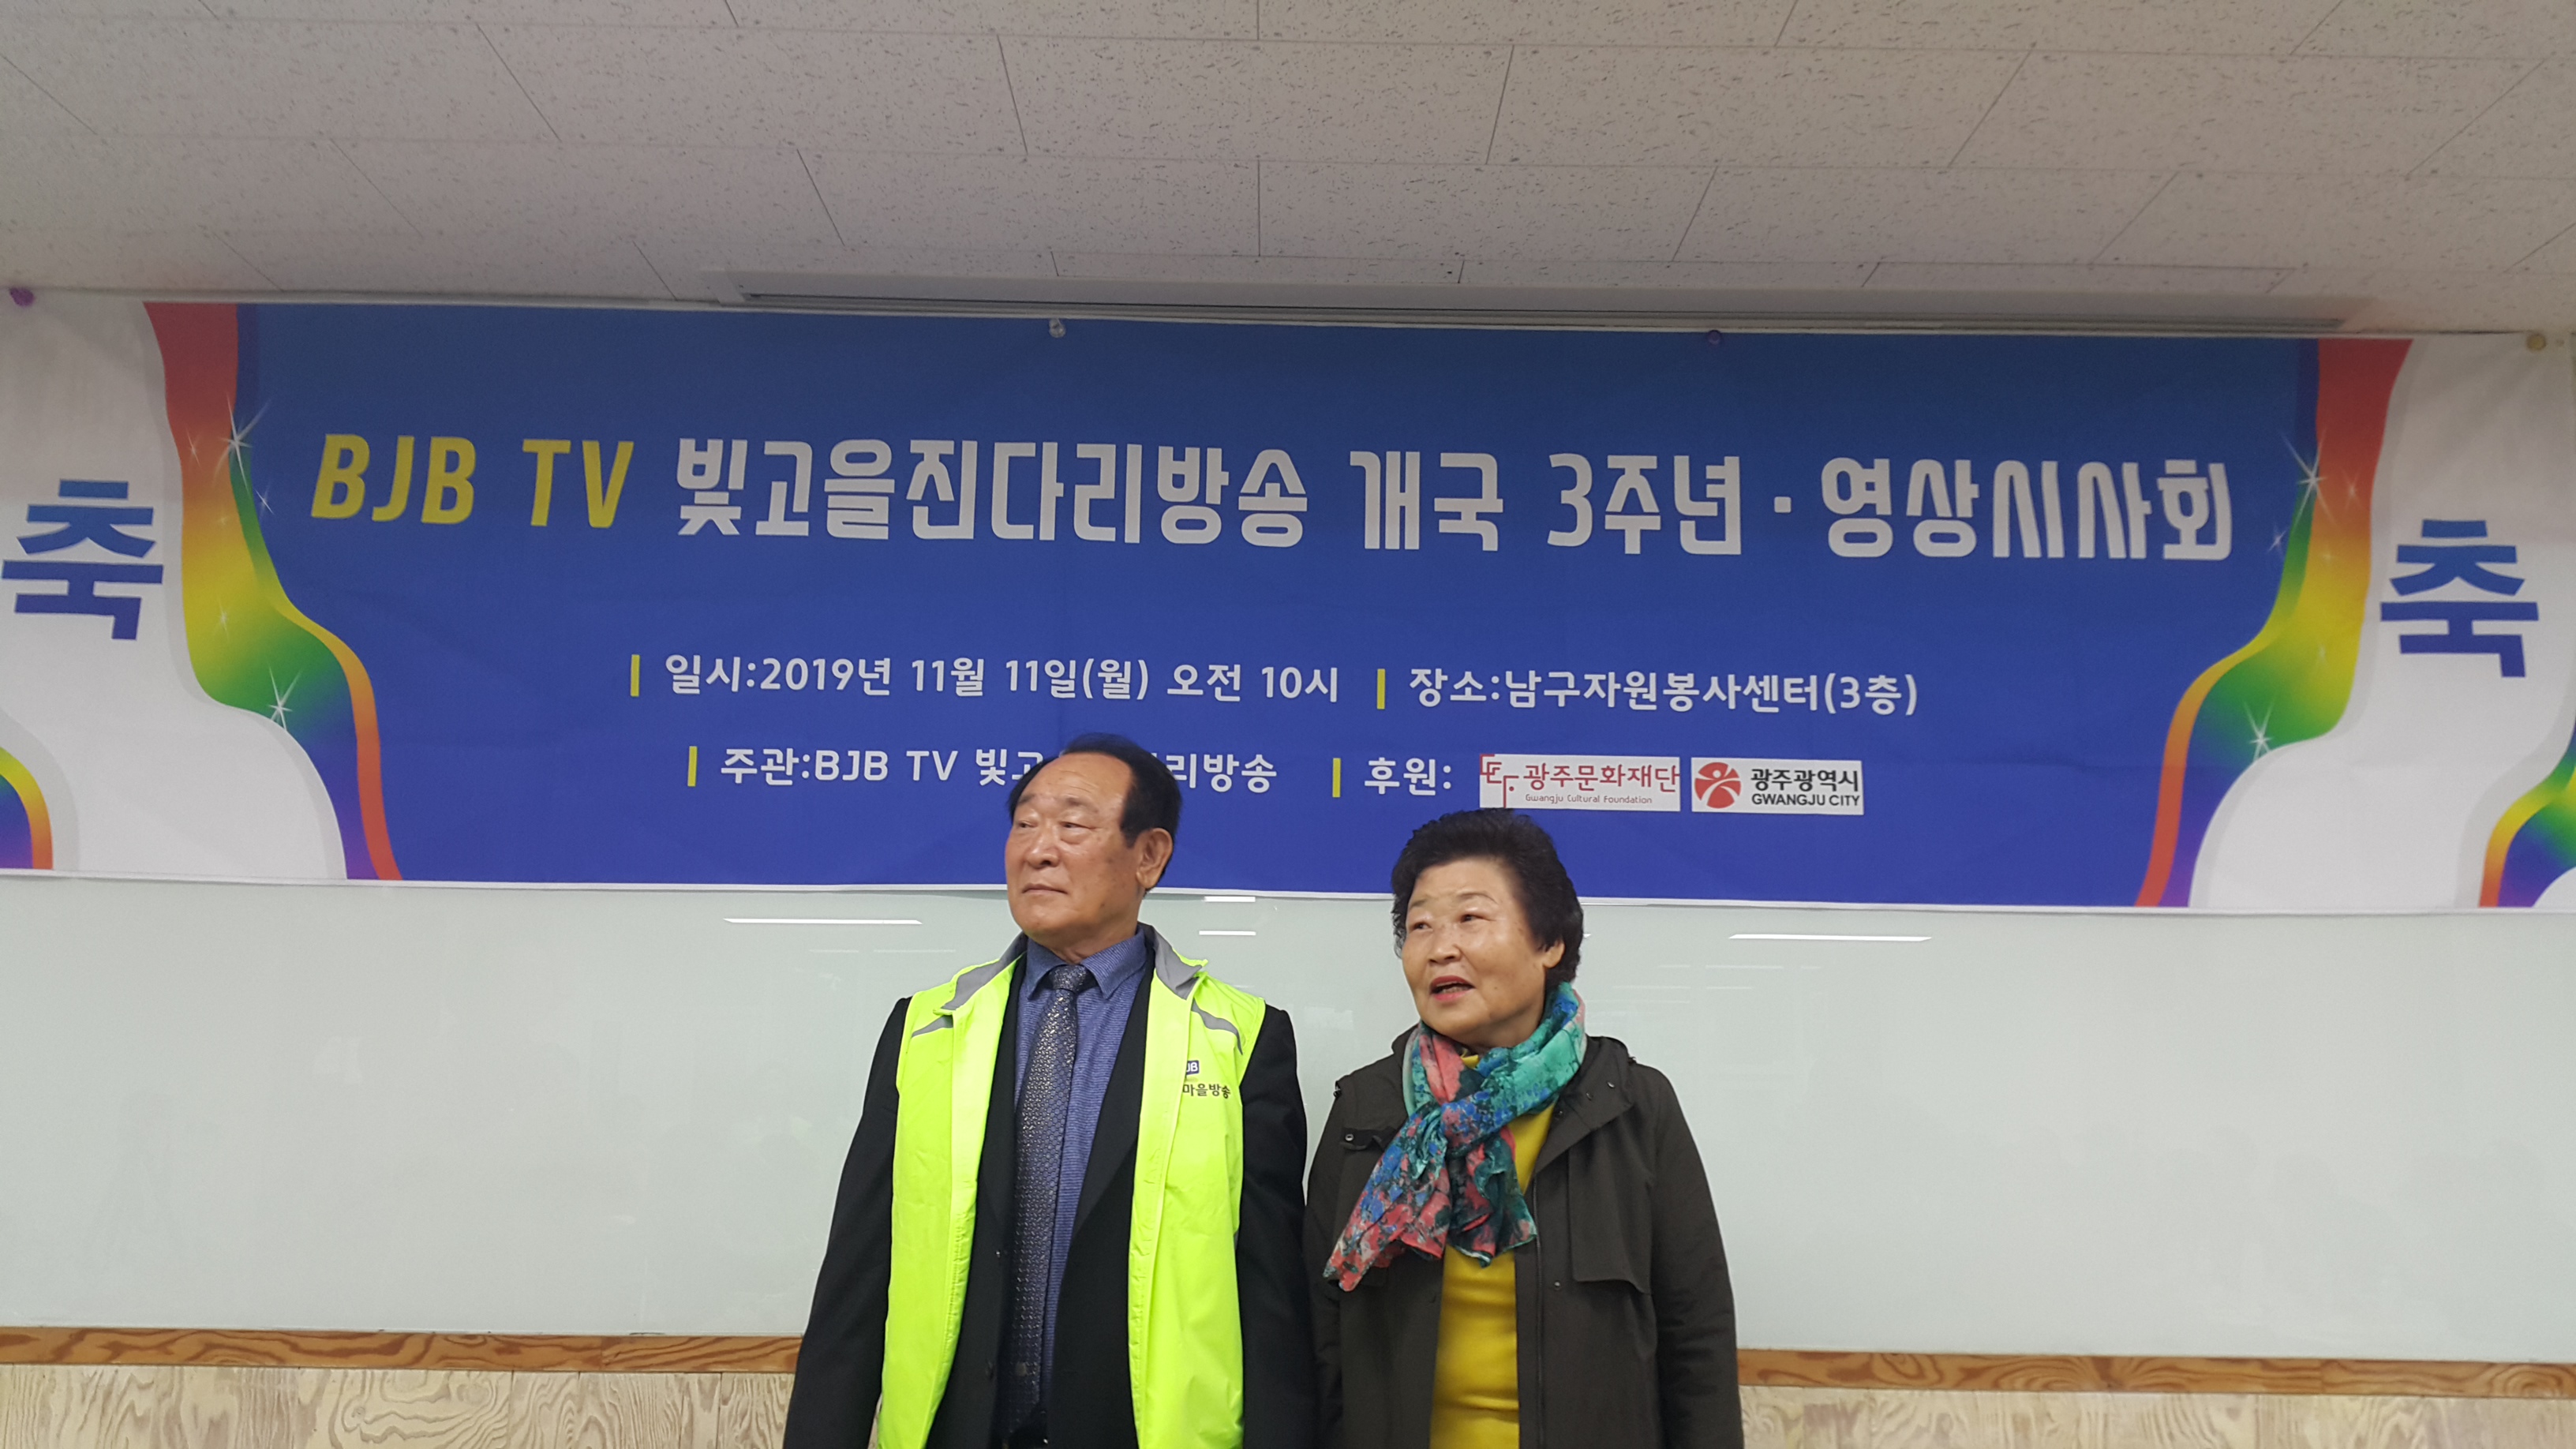 축
BJB TV 빛고을진다리방송 개국 3주년·영상시사회
축
일시:2019년 11월 11일(월) 오전 10시
장소:남구자원봉사센터(3층)
주관:BJB TV 빛고 리방송
후원:
광주문화재단
Gwangju Cultural Foundation
광주광역시
GWANGJU CITY
JB
마을방송